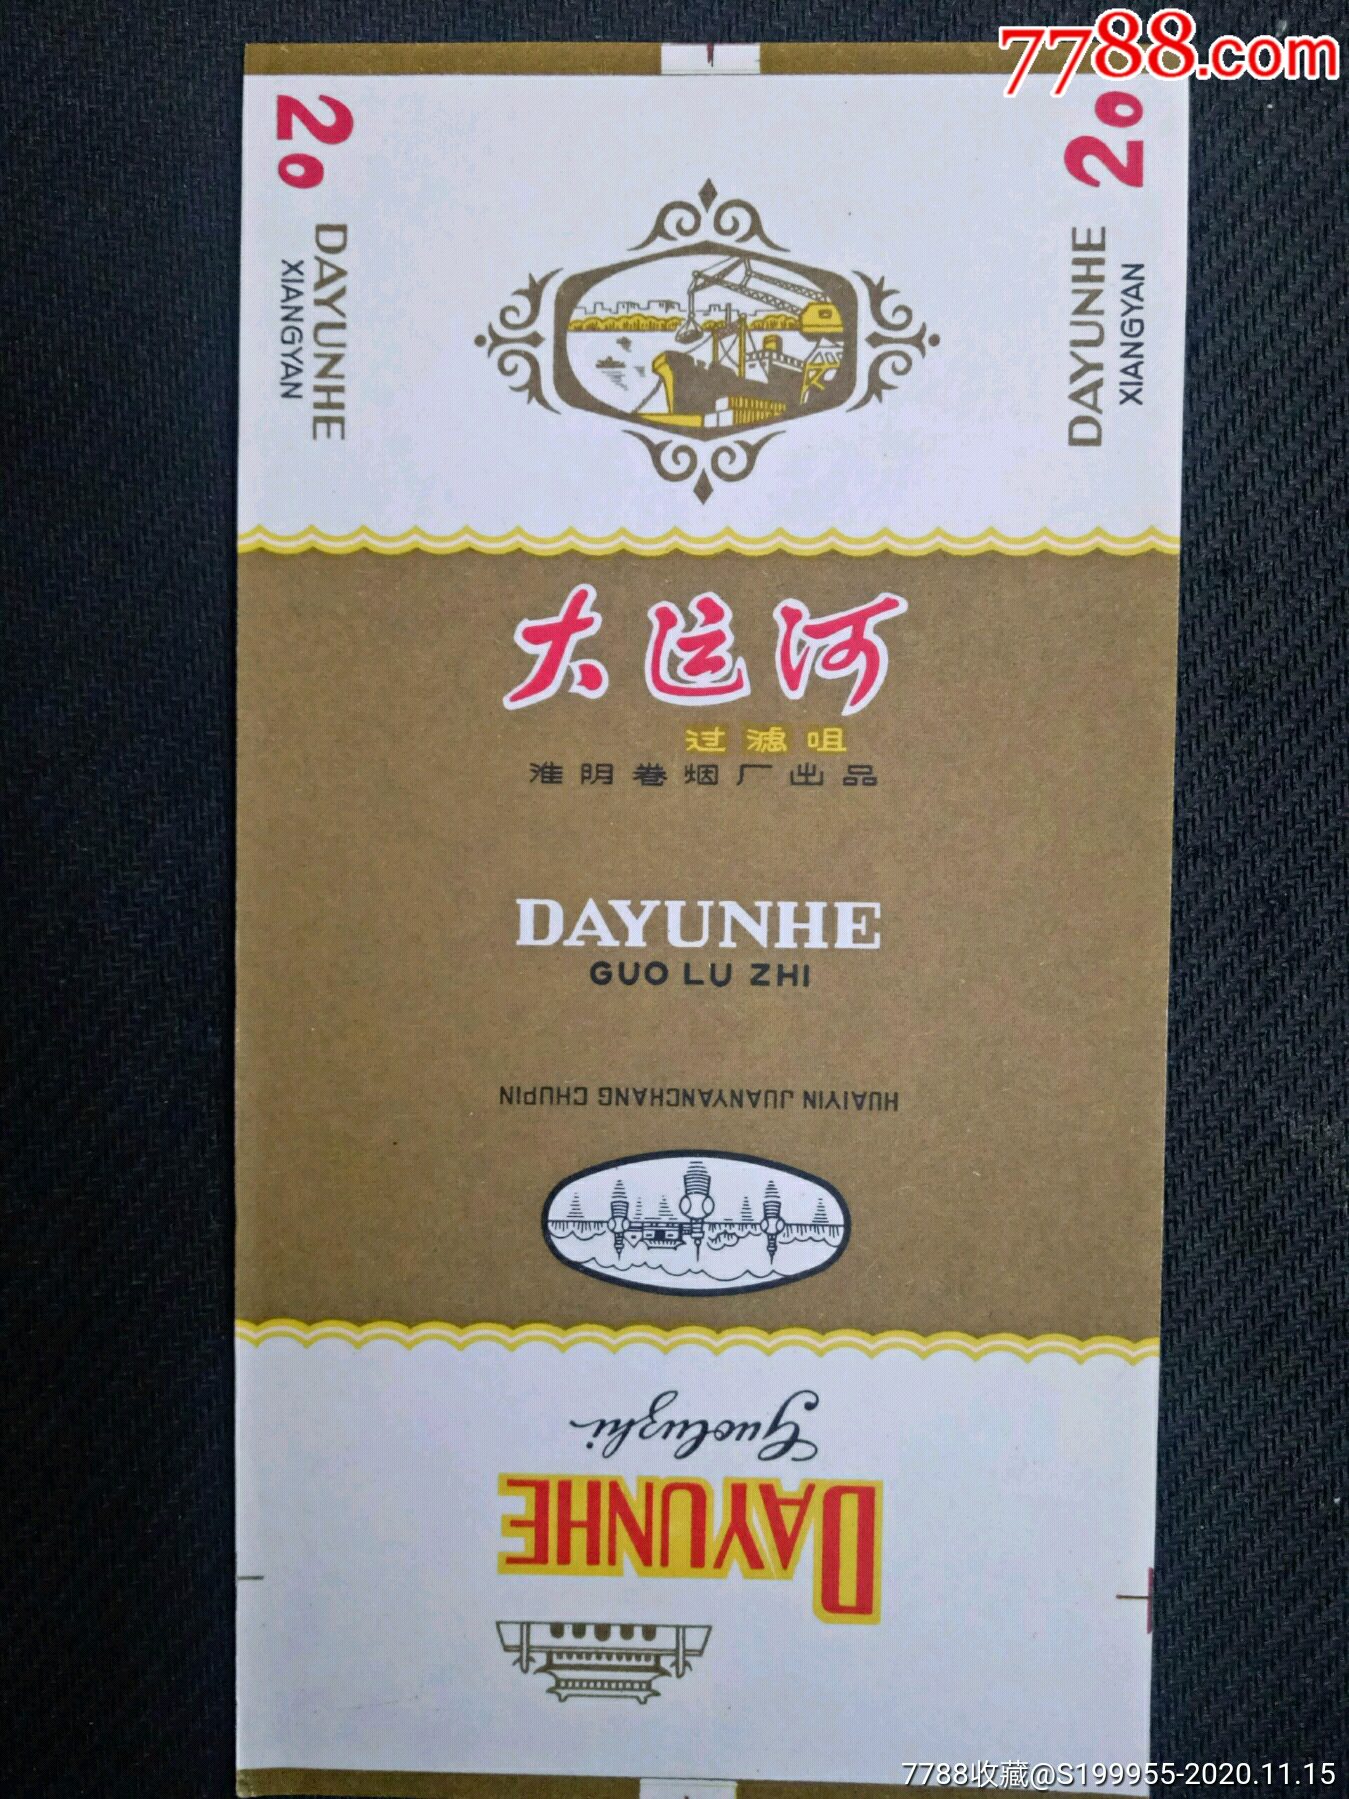 7788.com
20
DAYUNHE
XIANGYAN
20
DAYUNHE
XIANGYAN
大运河
过滤咀
淮阴卷烟厂出品
DAYUNHE
GUO LU ZHI
HUAIYIN JUANYANCHANG CHUPIN
Guoluzhi
DAYUNHE
7788收藏@S199955-2020.11.15